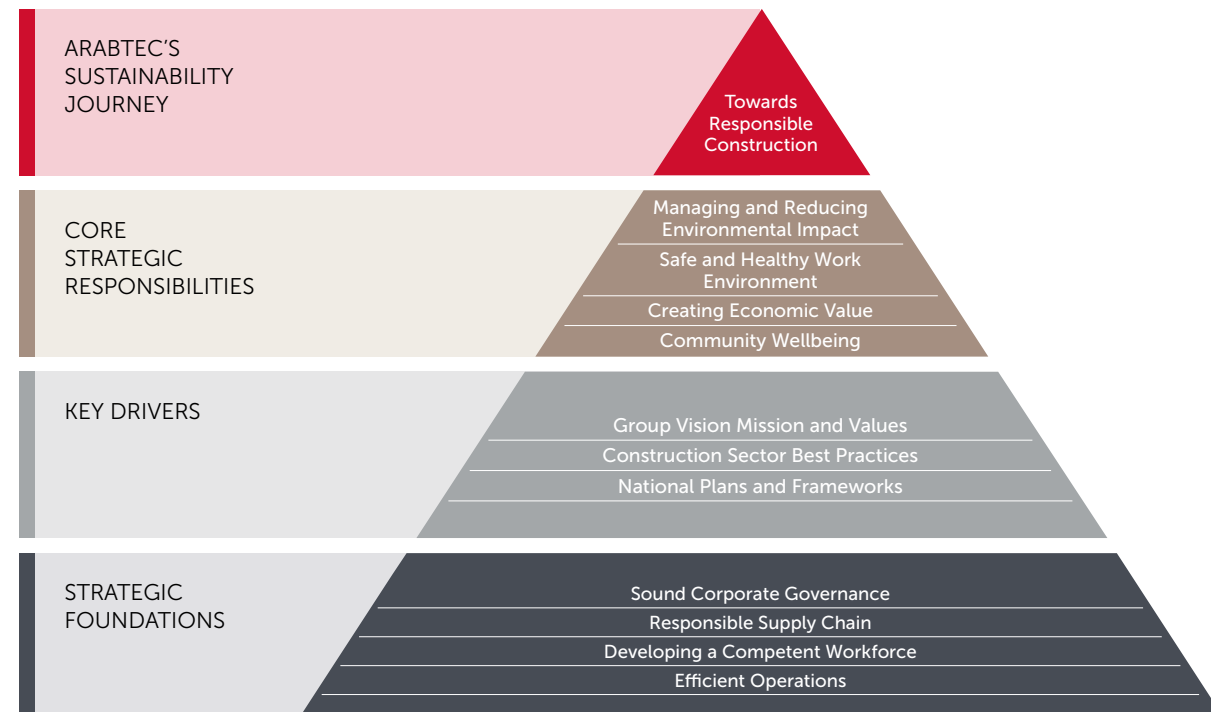 ARABTEC'S
SUSTAINABILITY
JOURNEY
Towards
Responsible
Construction
CORE
STRATEGIC
RESPONSIBILITIES
Managing and Reducing
Environmental Impact
Safe and Healthy Work
Environment
Creating Economic Value
Community Wellbeing
KEY DRIVERS
Group Vision Mission and Values
Construction Sector Best Practices
National Plans and Frameworks
STRATEGIC
FOUNDATIONS
Sound Corporate Governance
Responsible Supply Chain
Developing a Competent Workforce
Efficient Operations